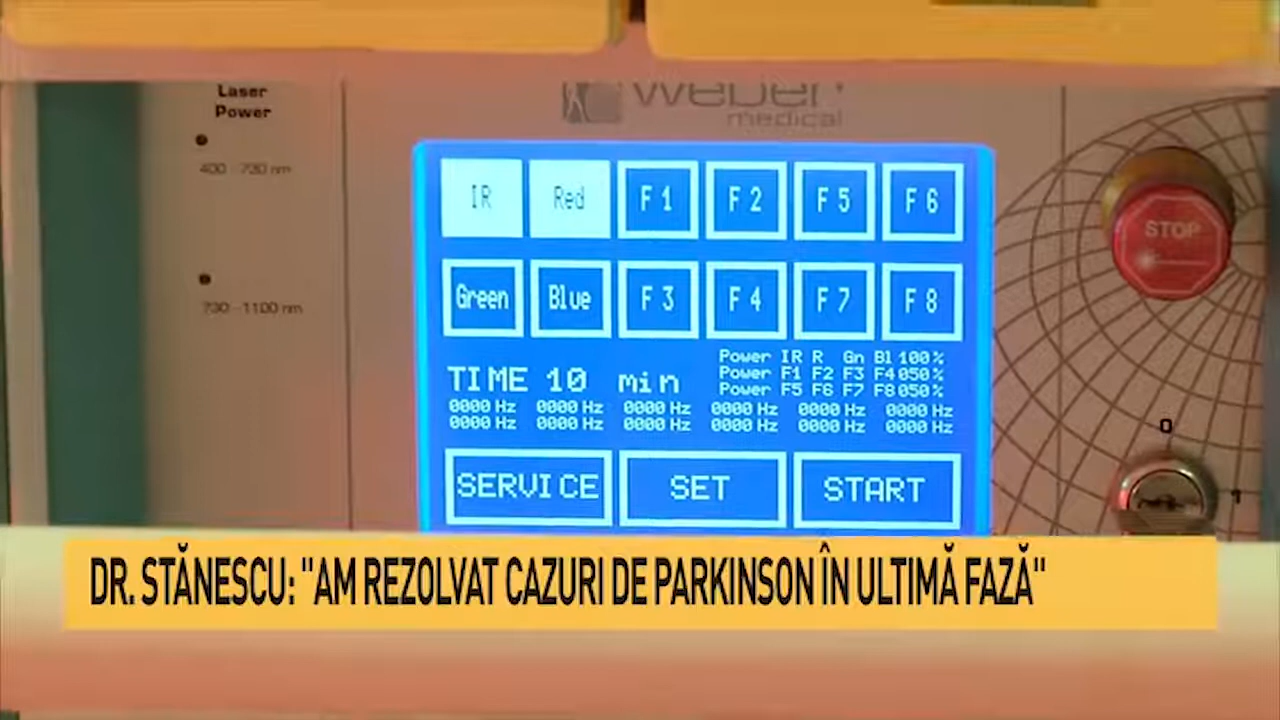 Laser
Power
400 - 730 nm
730 - 1100 nm
weber
medical
IR Red F1 F2 F5 F6
Green Blue F3 F4 F7 F8
TIME 10 min
Power IR R Gn Bl 100%
Power F1 F2 F3 F4 050%
Power F5 F6 F7 F8 050%
0000 Hz 0000 Hz 0000 Hz 0000 Hz 0000 Hz 0000 Hz
0000 Hz 0000 Hz 0000 Hz 0000 Hz 0000 Hz 0000 Hz
SERVICE SET START
STOP
0
1
DR. STĂNESCU: "AM REZOLVAT CAZURI DE PARKINSON ÎN ULTIMĂ FAZĂ"